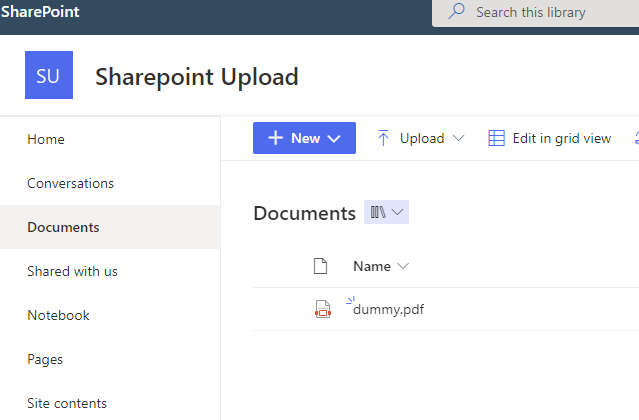 SharePoint
Search this library
SU
Sharepoint Upload
Home
Conversations
Documents
Shared with us
Notebook
Pages
Site contents
New
Upload
Edit in grid view
Documents
Name
dummy.pdf